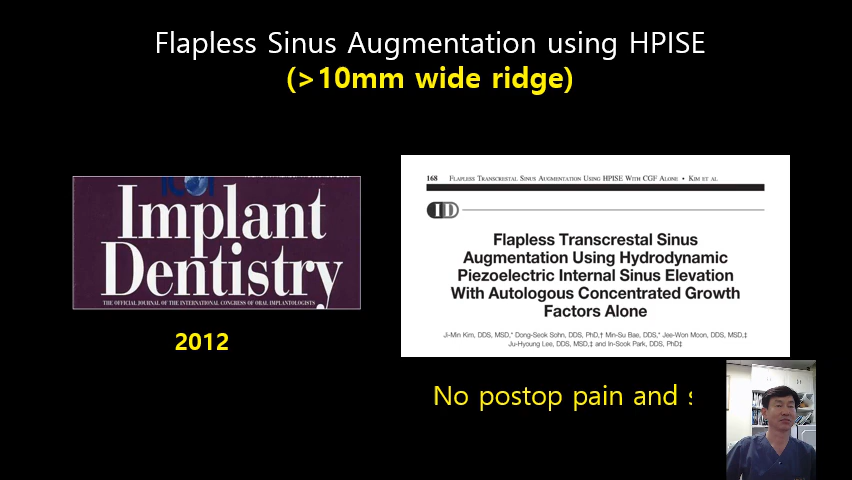 Flapless Sinus Augmentation using HPISE
(>10mm wide ridge)
Implant
Dentistry
THE OFFICIAL JOURNAL OF THE INTERNATIONAL CONGRESS OF ORAL IMPLANTOLOGISTS
2012
168 FLAPLESS TRANSCRESTAL SINUS AUGMENTATION USING HPISE WITH CGF ALONE • KIM ET AL
ID
Flapless Transcrestal Sinus
Augmentation Using Hydrodynamic
Piezoelectric Internal Sinus Elevation
With Autologous Concentrated Growth
Factors Alone
Ji-Min Kim, DDS, MSD,* Dong-Seok Sohn, DDS, PhD,† Min-Su Bae, DDS,* Jee-Won Moon, DDS, MSD,‡
Ju-Hyoung Lee, DDS, MSD,‡ and In-Sook Park, DDS, PhD‡
No postop pain and